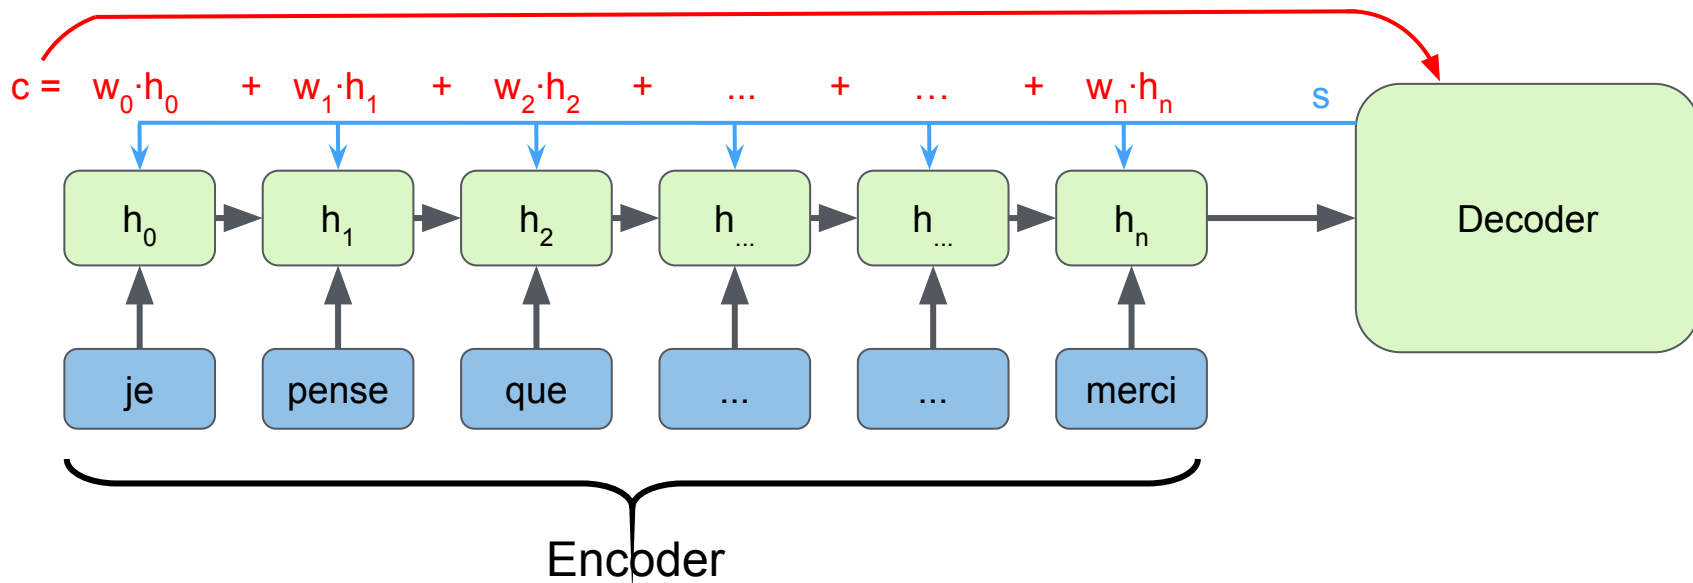 c = w₀·h₀ + w₁·h₁ + w₂·h₂ + ... + ... + wₙ·hₙ
s
h₀ h₁ h₂ h... h... hₙ Decoder
je pense que ... ... merci
Encoder